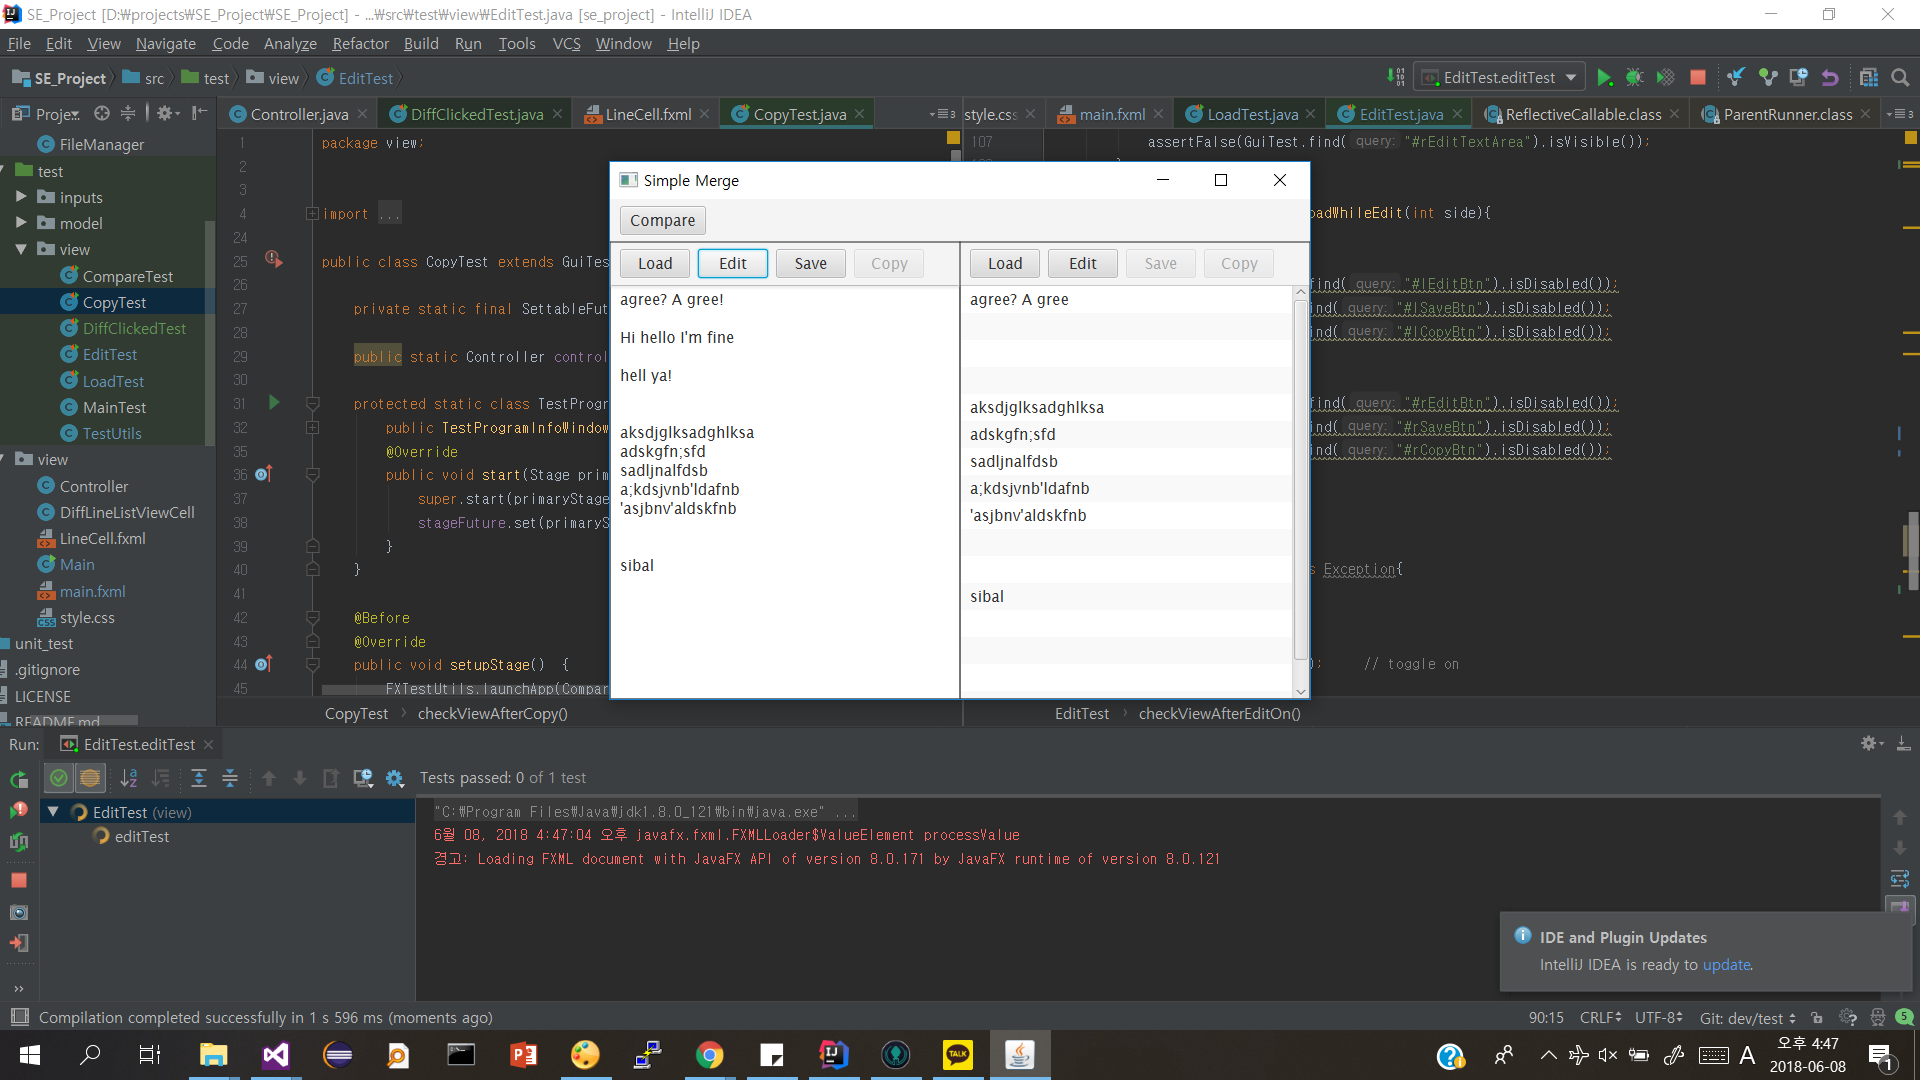 SE_Project [D:₩projects₩SE_Project₩SE_Project] - ...₩src₩test₩view₩EditTest.java [se_project] - IntelliJ IDEA
File Edit View Navigate Code Analyze Refactor Build Run Tools VCS Window Help
SE_Project src test view EditTest
EditTest.editTest
Proje
Controller.java DiffClickedTest.java LineCell.fxml CopyTest.java
style.css main.fxml LoadTest.java EditTest.java ReflectiveCallable.class ParentRunner.class
FileManager
test
inputs
model
view
CompareTest
CopyTest
DiffClickedTest
EditTest
LoadTest
MainTest
TestUtils
view
Controller
DiffLineListViewCell
LineCell.fxml
Main
main.fxml
style.css
unit_test
.gitignore
LICENSE
README.md
1 package view;
2
3
4 import ...
24
25 public class CopyTest extends GuiTes
26
27 private static final SettableFut
28
29 public static Controller control
30
31 protected static class TestProgr
32 public TestProgramInfoWindow
35 @Override
36 public void start(Stage prim
37 super.start(primaryStage
38 stageFuture.set(primaryS
39 }
40 }
41
42 @Before
43 @Override
44 public void setupStage() {
45 FXTestUtils.launchApp(Compar
CopyTest checkViewAfterCopy()
107 assertFalse(GuiTest.find( query: "#rEditTextArea").isVisible());
oadWhileEdit(int side){
find( query: "#lEditBtn").isDisabled());
ind( query: "#lSaveBtn").isDisabled());
ind( query: "#lCopyBtn").isDisabled());
find( query: "#rEditBtn").isDisabled());
ind( query: "#rSaveBtn").isDisabled());
ind( query: "#rCopyBtn").isDisabled());
s Exception{
); // toggle on
EditTest checkViewAfterEditOn()
Simple Merge
Compare
Load Edit Save Copy
agree? A gree!
Hi hello I'm fine
hell ya!
aksdjglksadghlksa
adskgfn;sfd
sadljnalfdsb
a;kdsjvnb'ldafnb
'asjbnv'aldskfnb
sibal
Load Edit Save Copy
agree? A gree
aksdjglksadghlksa
adskgfn;sfd
sadljnalfdsb
a;kdsjvnb'ldafnb
'asjbnv'aldskfnb
sibal
Run: EditTest.editTest
Tests passed: 0 of 1 test
EditTest (view)
editTest
"C:₩Program Files₩Java₩jdk1.8.0_121₩bin₩java.exe" ...
6월 08, 2018 4:47:04 오후 javafx.fxml.FXMLLoader$ValueElement processValue
경고: Loading FXML document with JavaFX API of version 8.0.171 by JavaFX runtime of version 8.0.121
IDE and Plugin Updates
IntelliJ IDEA is ready to update.
Compilation completed successfully in 1 s 596 ms (moments ago)
90:15 CRLF UTF-8 Git: dev/test 5
TALK
A
오후 4:47
2018-06-08
1